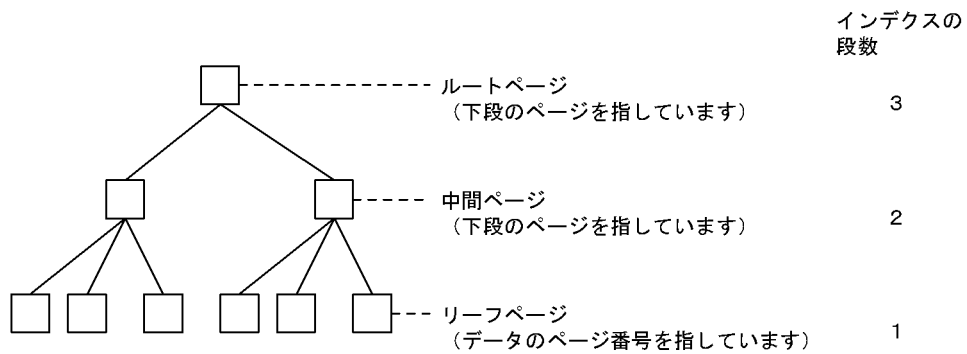 インデクスの
段数
ルートページ
（下段のページを指しています）
3
中間ページ
（下段のページを指しています）
2
リーフページ
（データのページ番号を指しています）
1